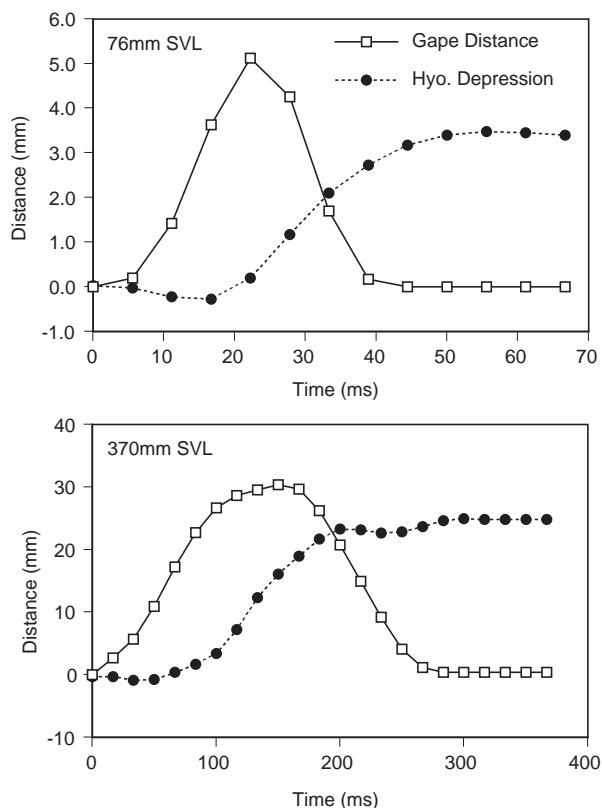 6.0
76mm SVL
Gape Distance
5.0
Hyo. Depression
4.0
3.0
2.0
1.0
0.0
-1.0
Distance (mm)
0 10 20 30 40 50 60 70
Time (ms)
40
370mm SVL
30
20
10
0
-10
Distance (mm)
0 100 200 300 400
Time (ms)